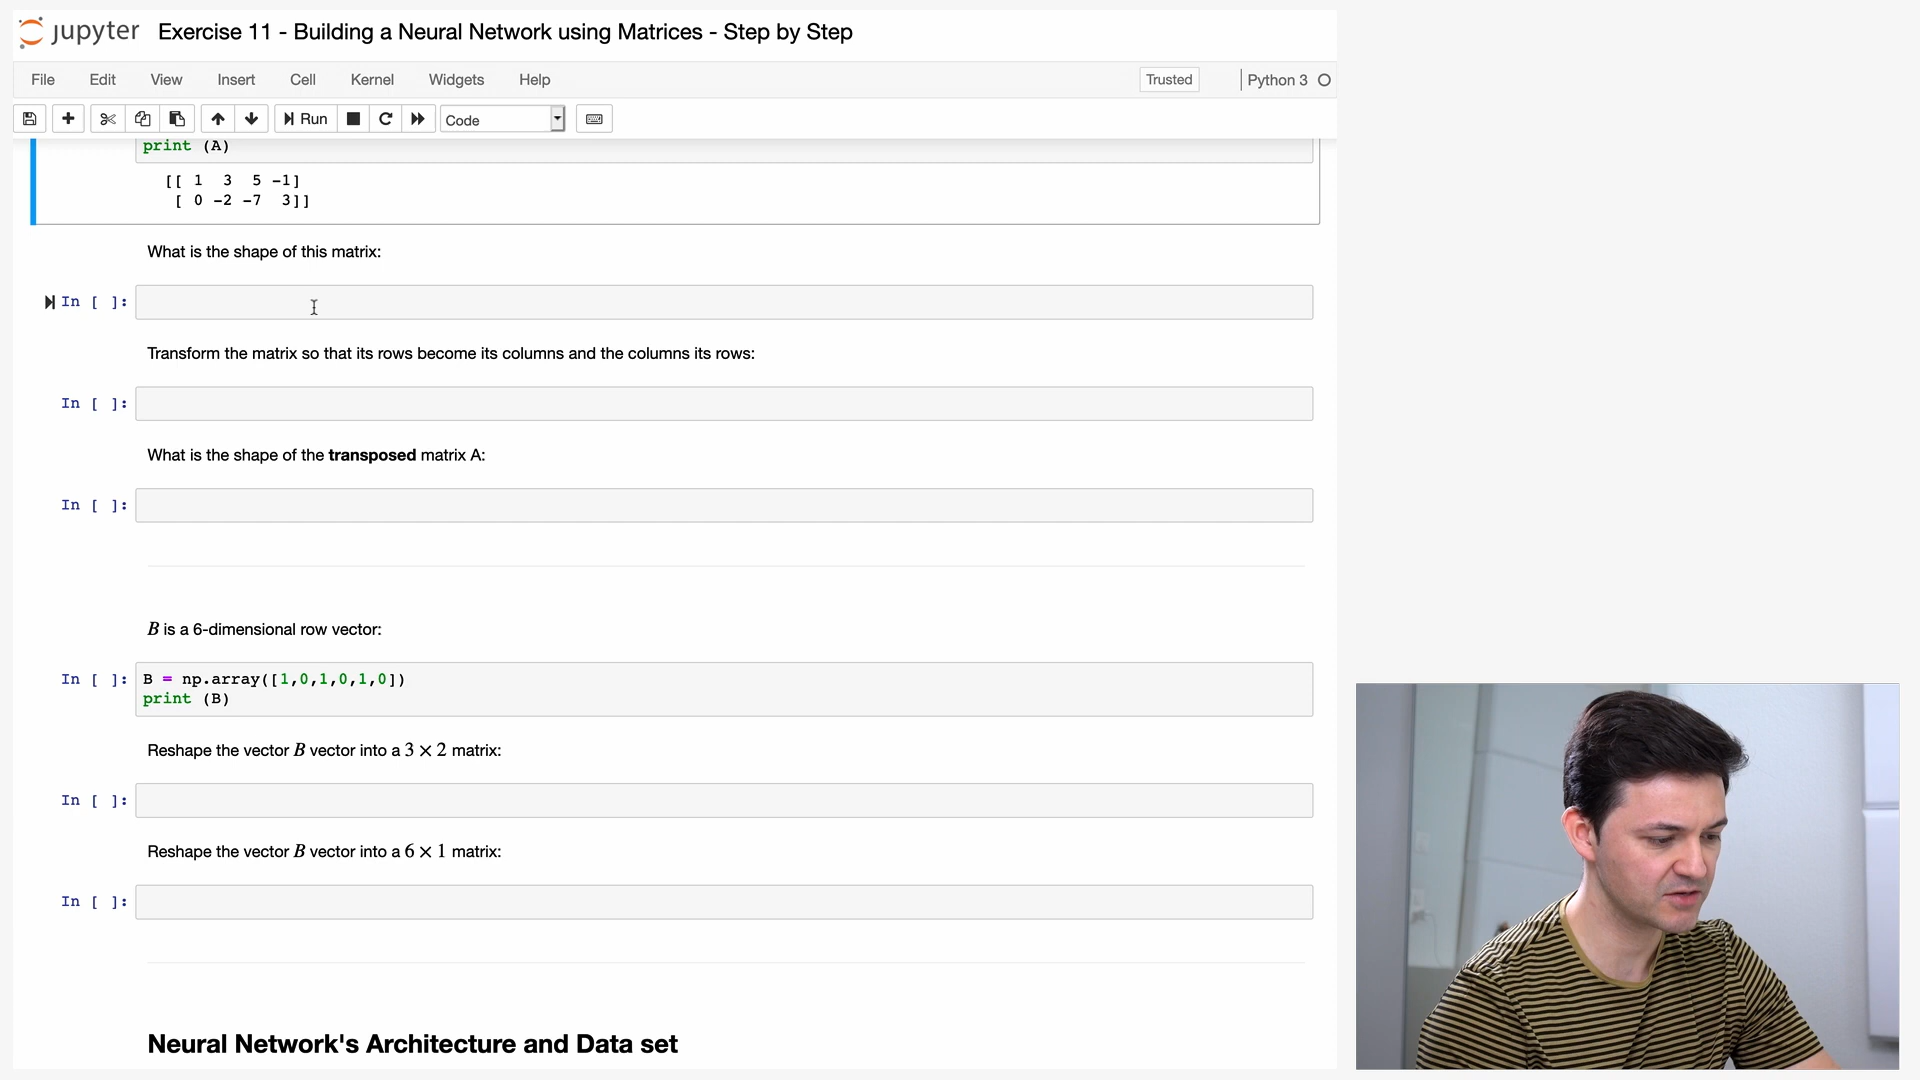 jupyter Exercise 11 - Building a Neural Network using Matrices - Step by Step
File Edit View Insert Cell Kernel Widgets Help Trusted Python 3
Run Code
print (A)
[[ 1 3 5 -1]
[ 0 -2 -7 3]]
What is the shape of this matrix:
In [ ]:
Transform the matrix so that its rows become its columns and the columns its rows:
In [ ]:
What is the shape of the transposed matrix A:
In [ ]:
B is a 6-dimensional row vector:
In [ ]: B = np.array([1,0,1,0,1,0])
print (B)
Reshape the vector B vector into a 3 × 2 matrix:
In [ ]:
Reshape the vector B vector into a 6 × 1 matrix:
In [ ]:
Neural Network's Architecture and Data set